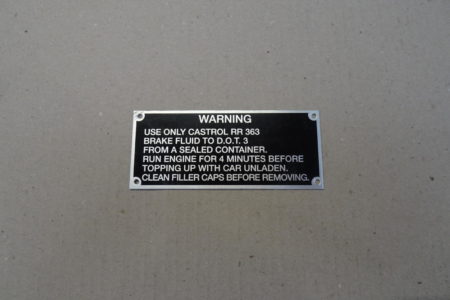 WARNING
USE ONLY CASTROL RR 363
BRAKE FLUID TO D.O.T. 3
FROM A SEALED CONTAINER.
RUN ENGINE FOR 4 MINUTES BEFORE
TOPPING UP WITH CAR UNLADEN.
CLEAN FILLER CAPS BEFORE REMOVING.